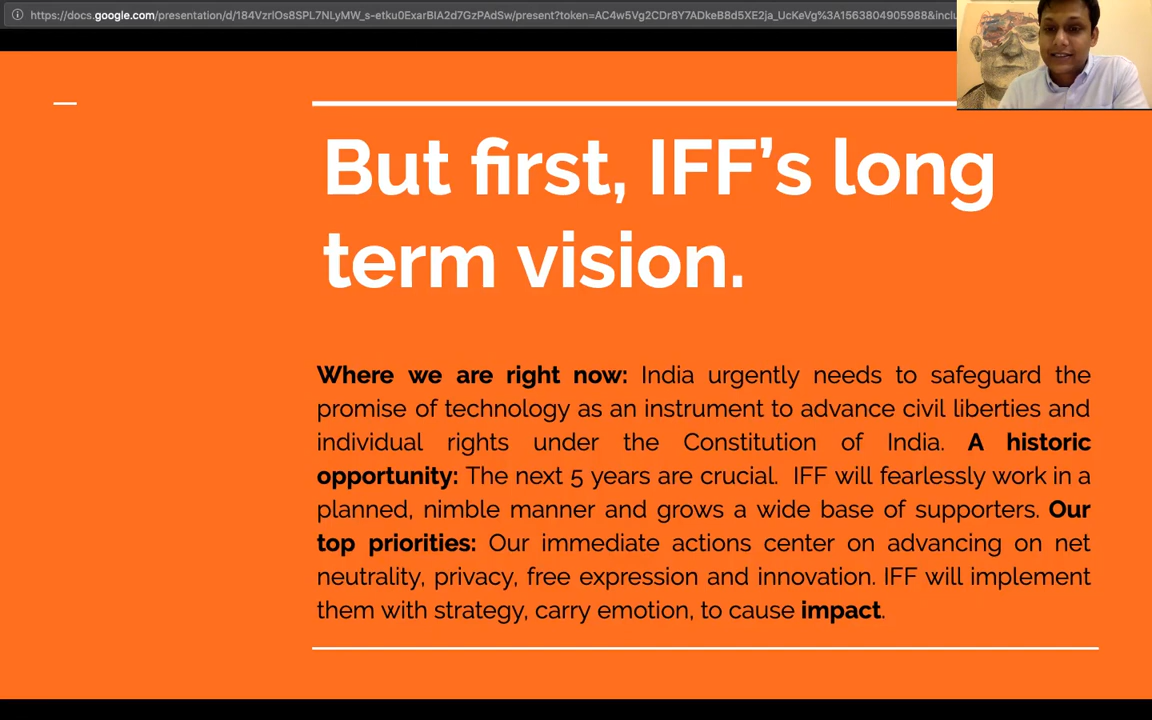 https://docs.google.com/presentation/d/184VzrlOs8SPL7NLyMW_s-etku0ExarBIA2d7GzPAdSw/present?token=AC4w5Vg2CDr8Y7ADkeB8d5XE2ja_UcKeVg%3A1563804905988&inclu
But first, IFF’s long
term vision.
Where we are right now: India urgently needs to safeguard the
promise of technology as an instrument to advance civil liberties and
individual rights under the Constitution of India. A historic
opportunity: The next 5 years are crucial. IFF will fearlessly work in a
planned, nimble manner and grows a wide base of supporters. Our
top priorities: Our immediate actions center on advancing on net
neutrality, privacy, free expression and innovation. IFF will implement
them with strategy, carry emotion, to cause impact.